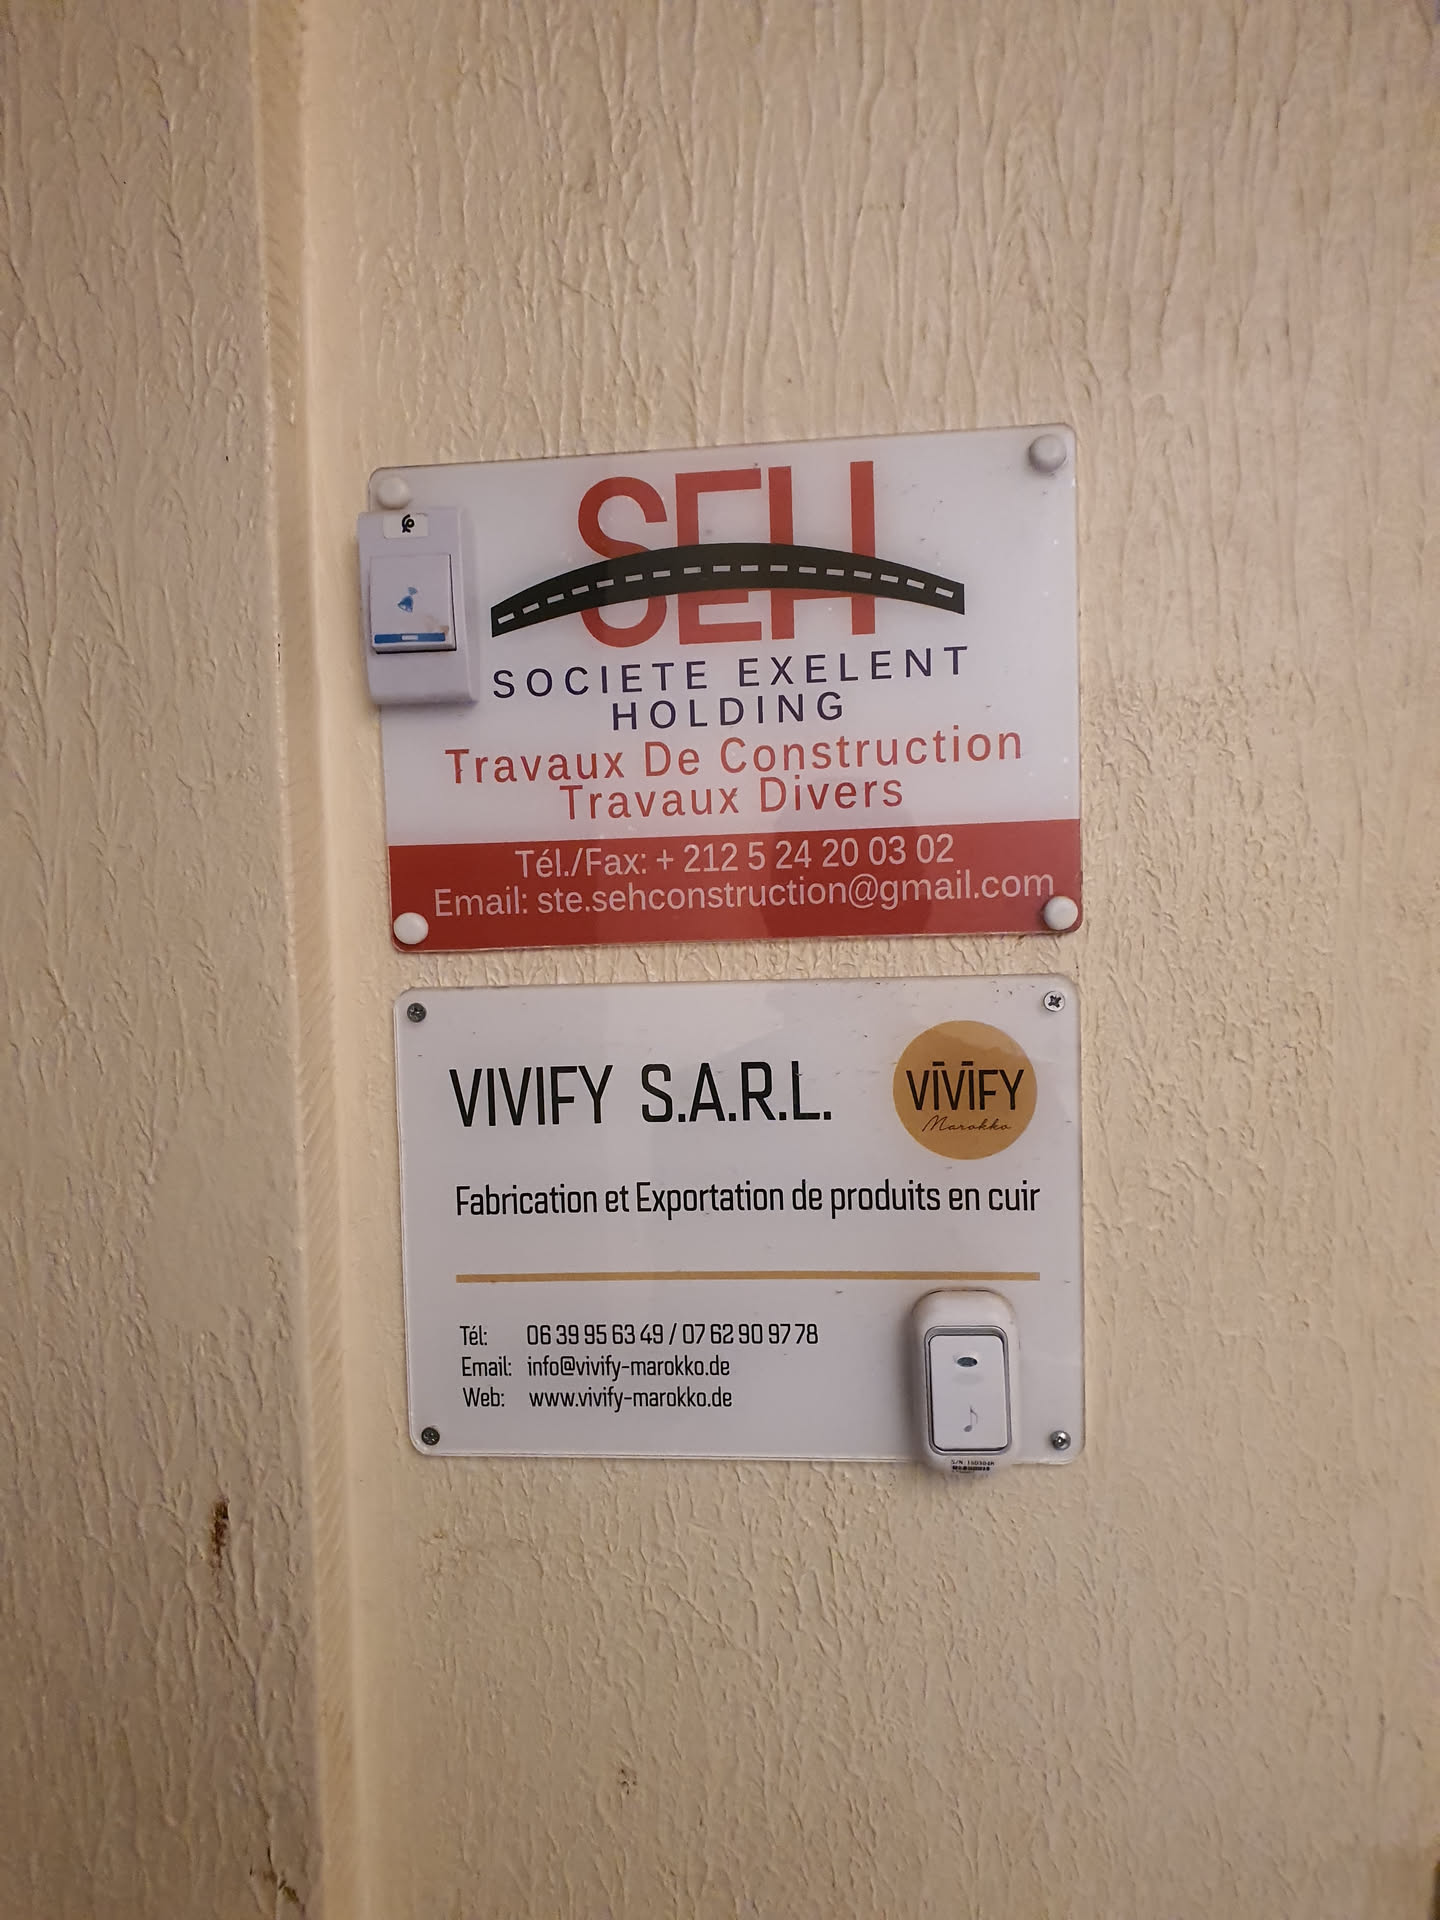 SEH
SOCIETE EXELENT
HOLDING
Travaux De Construction
Travaux Divers
Tél./Fax: + 212 5 24 20 03 02
Email: ste.sehconstruction@gmail.com
VIVIFY S.A.R.L.
VIVIFY
Marokko
Fabrication et Exportation de produits en cuir
Tél: 06 39 95 63 49 / 07 62 90 97 78
Email: info@vivify-marokko.de
Web: www.vivify-marokko.de